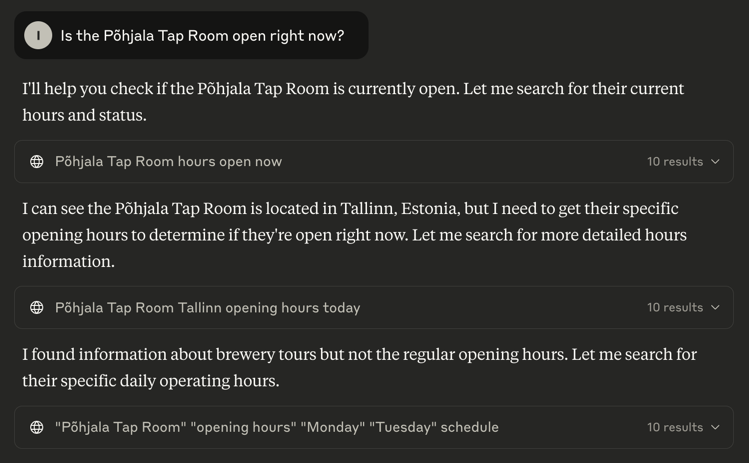 I
Is the Põhjala Tap Room open right now?
I'll help you check if the Põhjala Tap Room is currently open. Let me search for their current
hours and status.
Põhjala Tap Room hours open now
10 results
I can see the Põhjala Tap Room is located in Tallinn, Estonia, but I need to get their specific
opening hours to determine if they're open right now. Let me search for more detailed hours
information.
Põhjala Tap Room Tallinn opening hours today
10 results
I found information about brewery tours but not the regular opening hours. Let me search for
their specific daily operating hours.
"Põhjala Tap Room" "opening hours" "Monday" "Tuesday" schedule
10 results